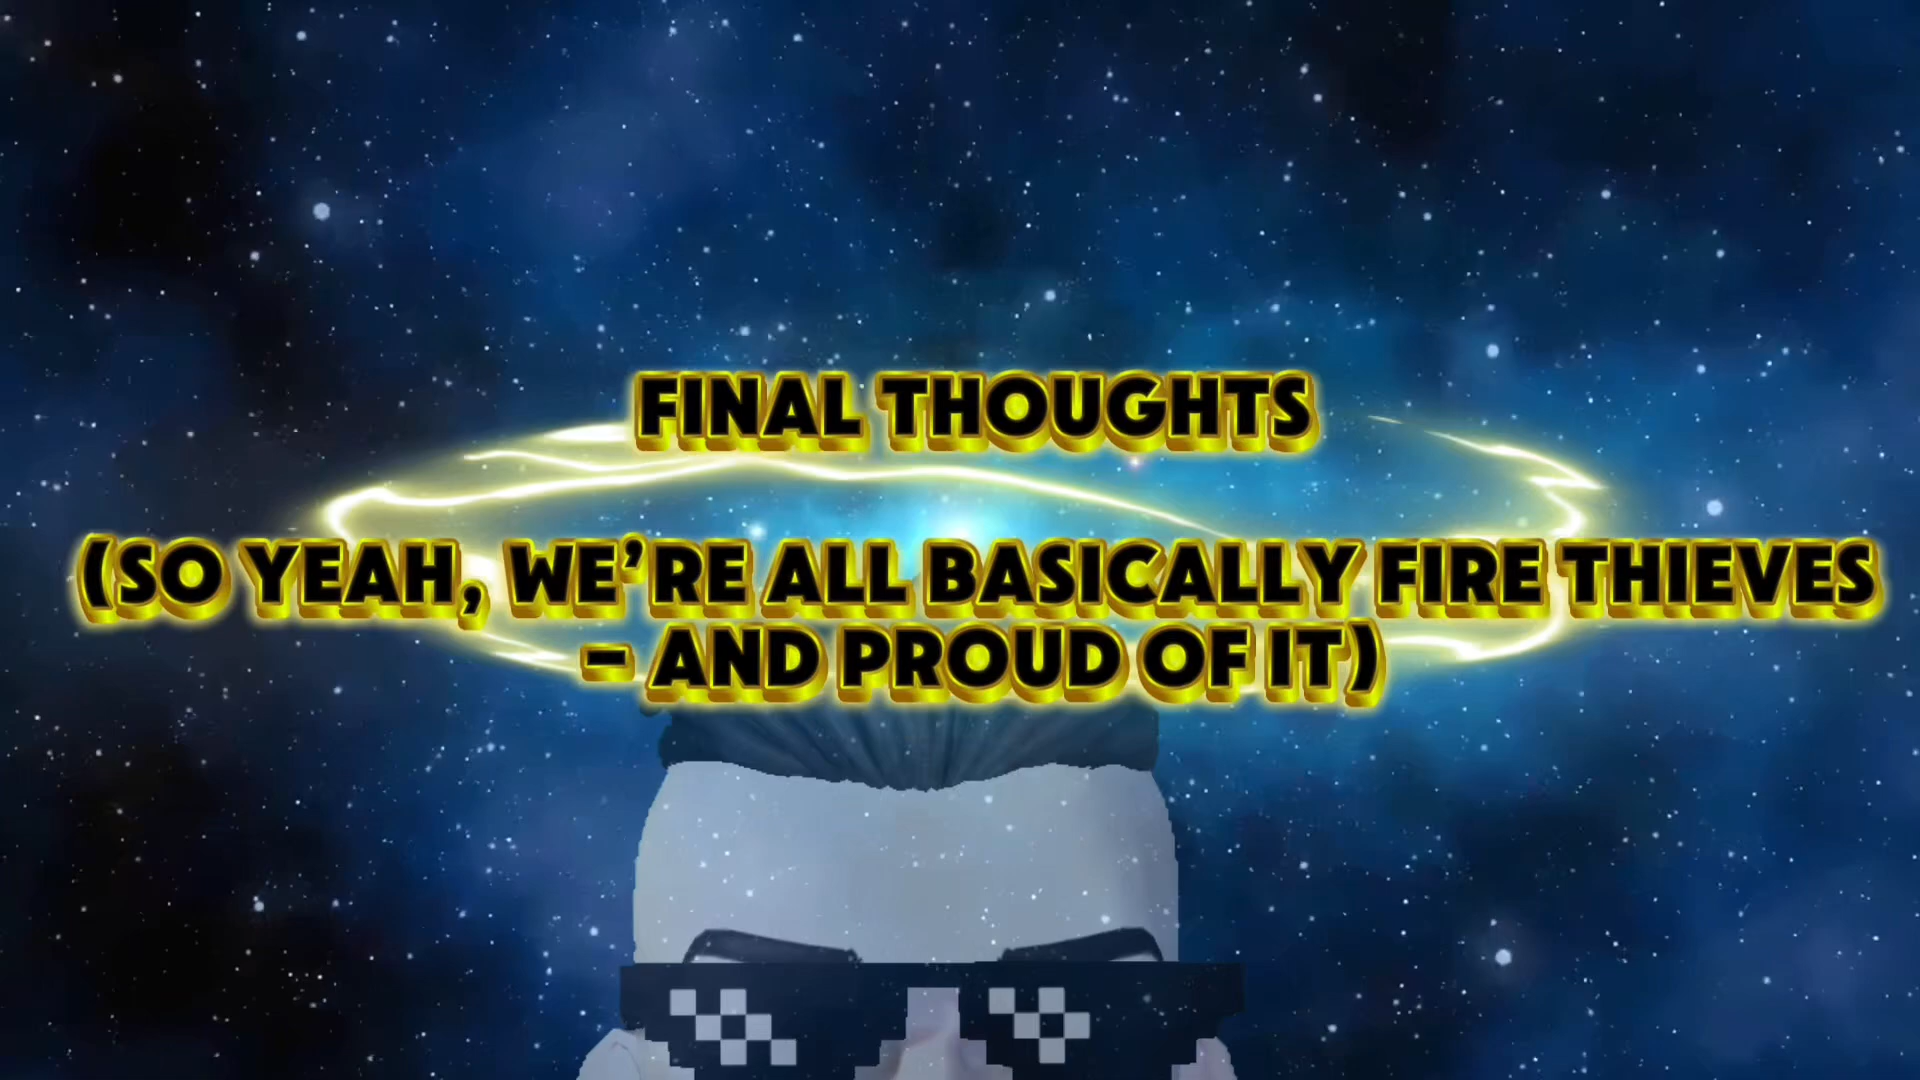 FINAL THOUGHTS
(SO YEAH, WE’RE ALL BASICALLY FIRE THIEVES
– AND PROUD OF IT)